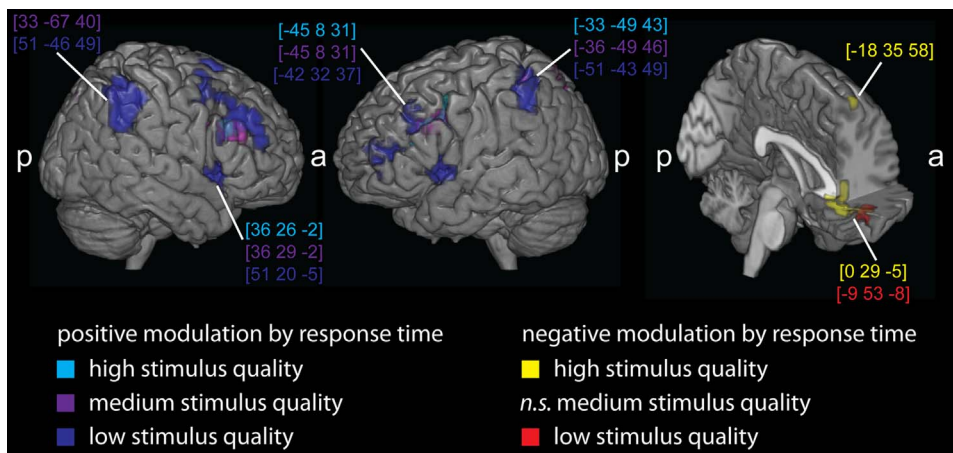 [33 -67 40]
[51 -46 49]
[-45 8 31]
[-45 8 31]
[-42 32 37]
[-33 -49 43]
[-36 -49 46]
[-51 -43 49]
[-18 35 58]
p
a
p
p
a
[36 26 -2]
[36 29 -2]
[51 20 -5]
[0 29 -5]
[-9 53 -8]
positive modulation by response time
high stimulus quality
medium stimulus quality
low stimulus quality
negative modulation by response time
high stimulus quality
n.s. medium stimulus quality
low stimulus quality